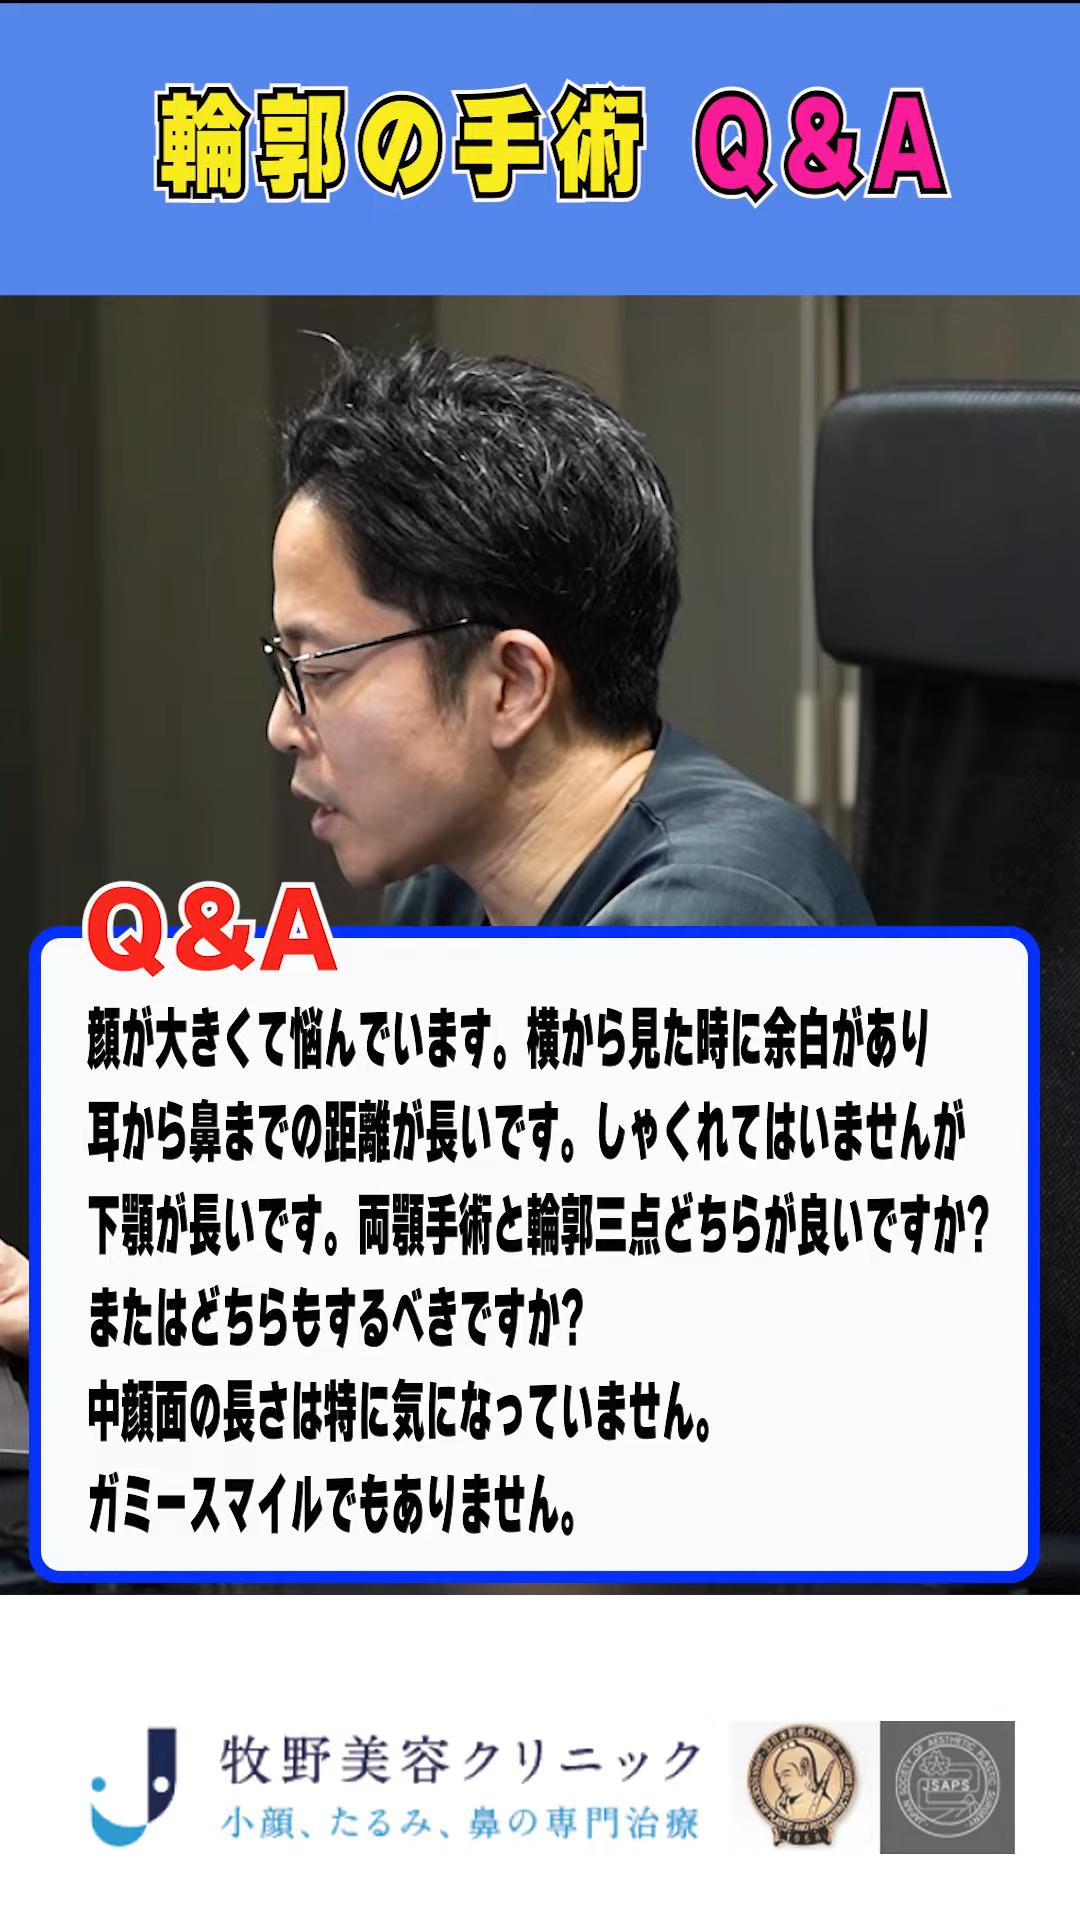 輪郭の手術 Q&A
Q&A
顔が大きくて悩んでいます。横から見た時に余白があり
耳から鼻までの距離が長いです。しゃくれてはいませんが
下顎が長いです。両顎手術と輪郭三点どちらが良いですか?
またはどちらもするべきですか?
中顔面の長さは特に気になっていません。
ガミースマイルでもありません。
牧野美容クリニック
小顔、たるみ、鼻の専門治療
JSAPS